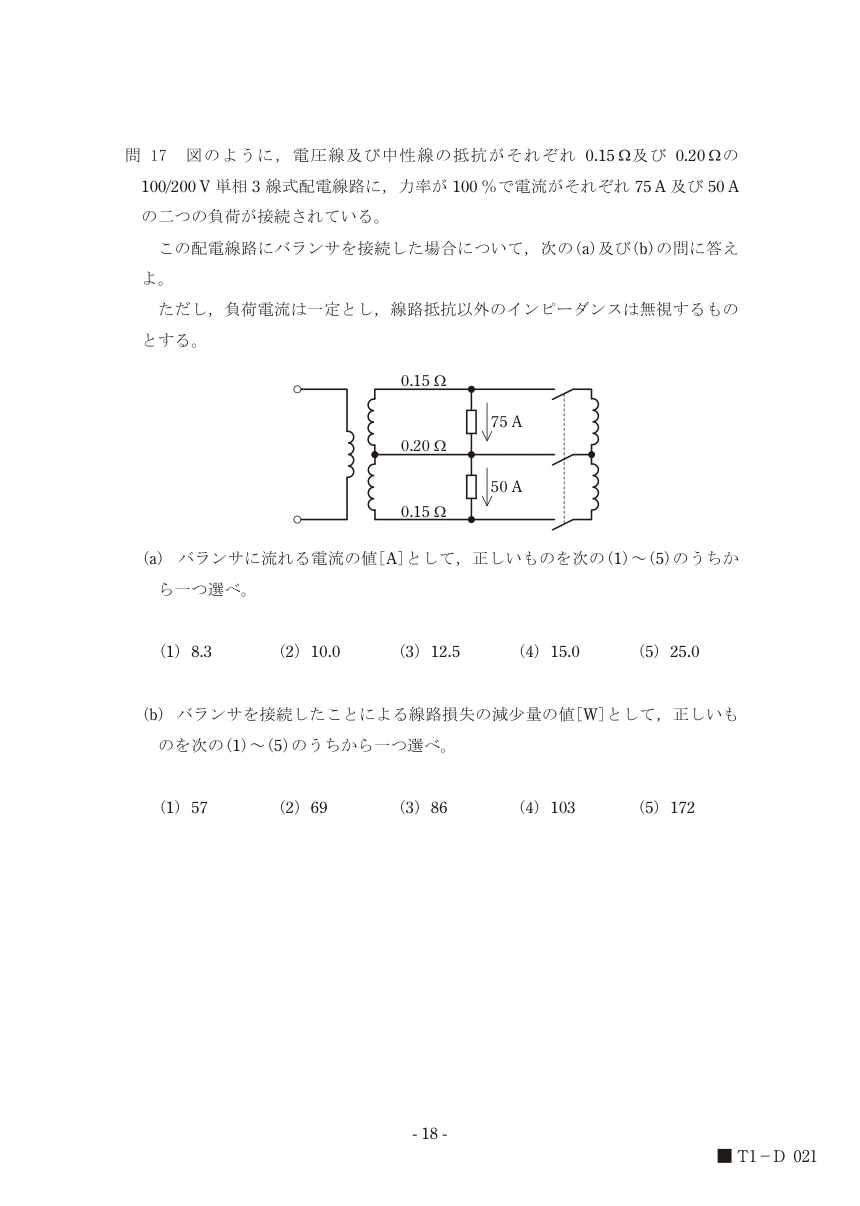 問 17 図のように，電圧線及び中性線の抵抗がそれぞれ 0.15 Ω及び 0.20 Ωの
100/200 V 単相 3 線式配電線路に，力率が 100 %で電流がそれぞれ 75 A 及び 50 A
の二つの負荷が接続されている。
この配電線路にバランサを接続した場合について，次の(a)及び(b)の問に答え
よ。
ただし，負荷電流は一定とし，線路抵抗以外のインピーダンスは無視するもの
とする。
0.15 Ω
75 A
0.20 Ω
50 A
0.15 Ω
(a) バランサに流れる電流の値[A]として，正しいものを次の(1)～(5)のうちか
ら一つ選べ。
(1) 8.3 (2) 10.0 (3) 12.5 (4) 15.0 (5) 25.0
(b) バランサを接続したことによる線路損失の減少量の値[W]として，正しいも
のを次の(1)～(5)のうちから一つ選べ。
(1) 57 (2) 69 (3) 86 (4) 103 (5) 172
- 18 -
■ T1－D 021